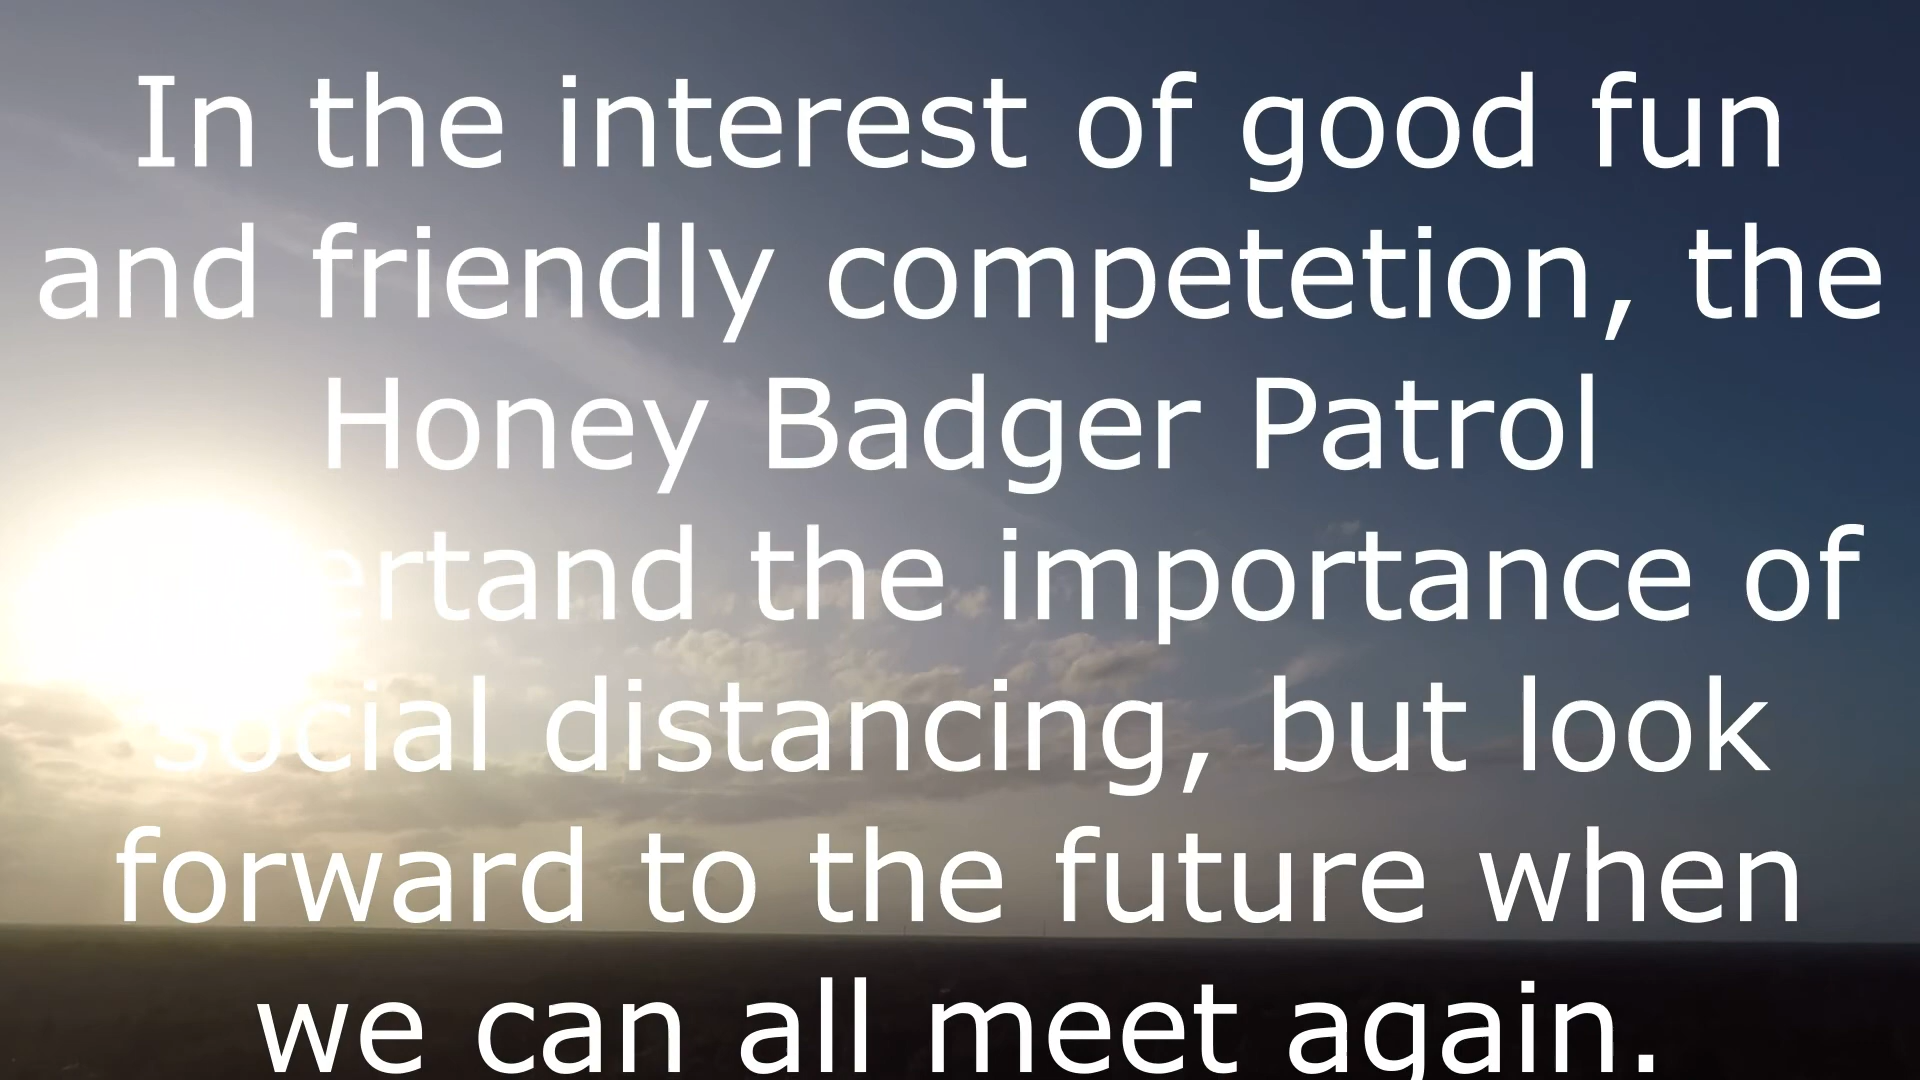 In the interest of good fun
and friendly competetion, the
Honey Badger Patrol
the importance of
social distancing, but look
forward to the future when
we can all meet again.